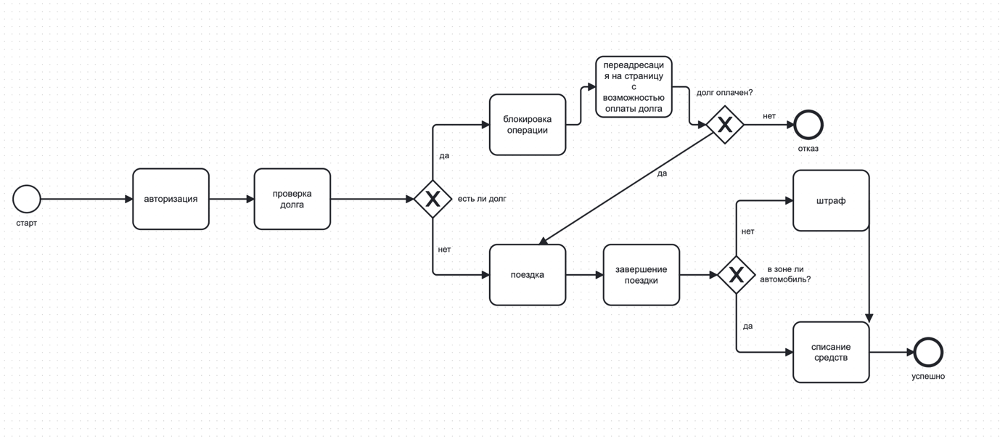 старт
авторизация
проверка
долга
есть ли долг
да
блокировка
операции
переадресаци
я на страницу
с
возможностью
оплаты долга
долг оплачен?
нет
отказ
да
нет
поездка
завершение
поездки
в зоне ли
автомобиль?
нет
штраф
да
списание
средств
успешно